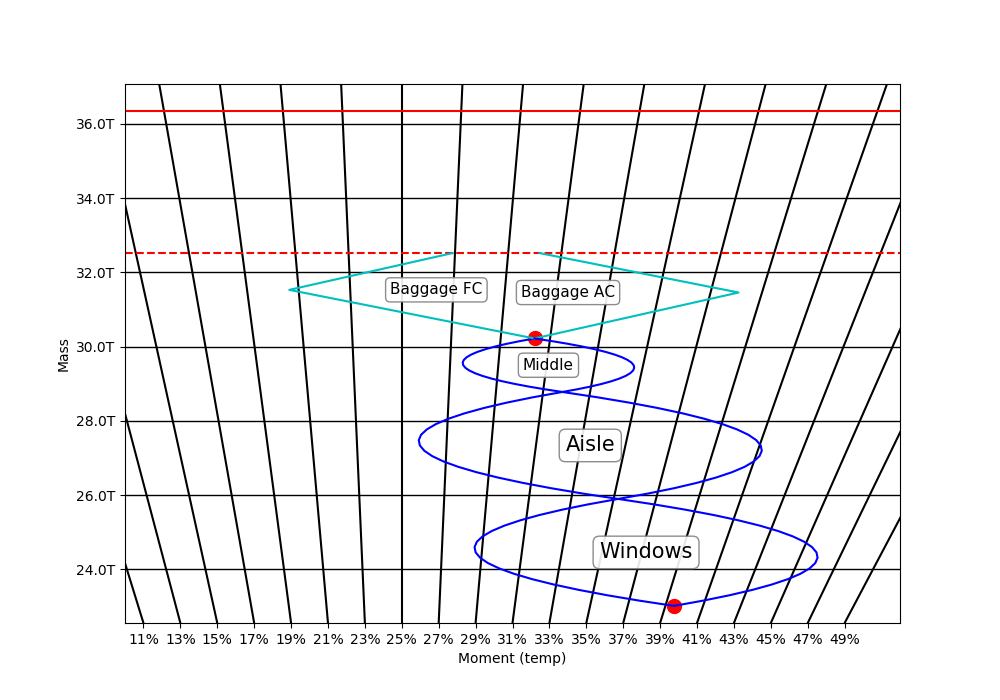 36.0T
34.0T
32.0T
30.0T
28.0T
26.0T
24.0T
Mass
Baggage FC
Baggage AC
Middle
Aisle
Windows
11% 13% 15% 17% 19% 21% 23% 25% 27% 29% 31% 33% 35% 37% 39% 41% 43% 45% 47% 49%
Moment (temp)